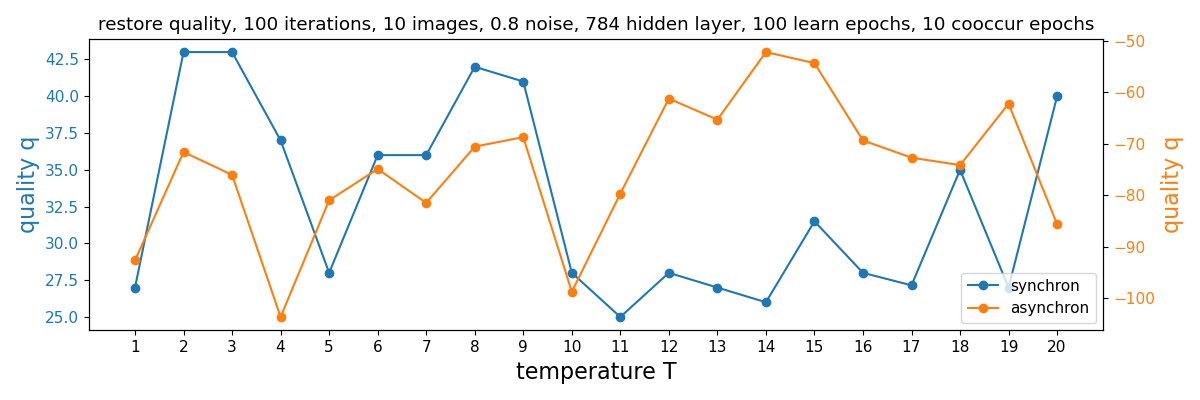 restore quality, 100 iterations, 10 images, 0.8 noise, 784 hidden layer, 100 learn epochs, 10 cooccur epochs
quality q
42.5
40.0
37.5
35.0
32.5
30.0
27.5
25.0
−50
−60
−70
−80
−90
−100
quality q
synchron
asynchron
1 2 3 4 5 6 7 8 9 10 11 12 13 14 15 16 17 18 19 20
temperature T